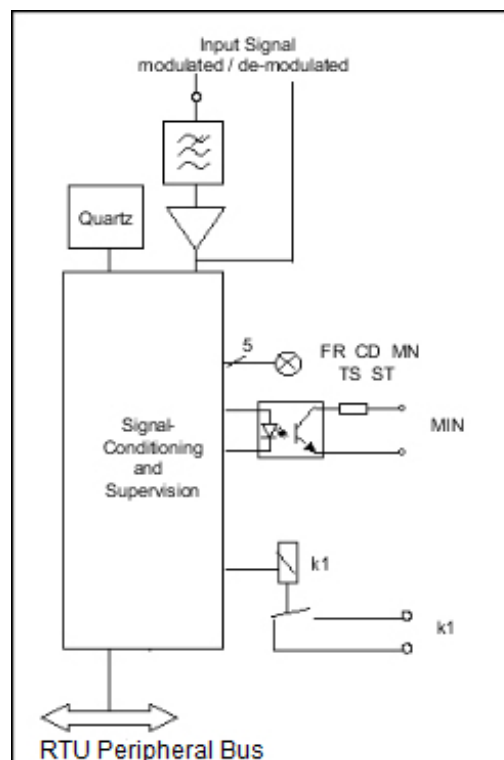 Input Signal
modulated / de-modulated
Quartz
5
FR CD MN
TS ST
MIN
Signal-
Conditioning
and
Supervision
k1
k1
RTU Peripheral Bus